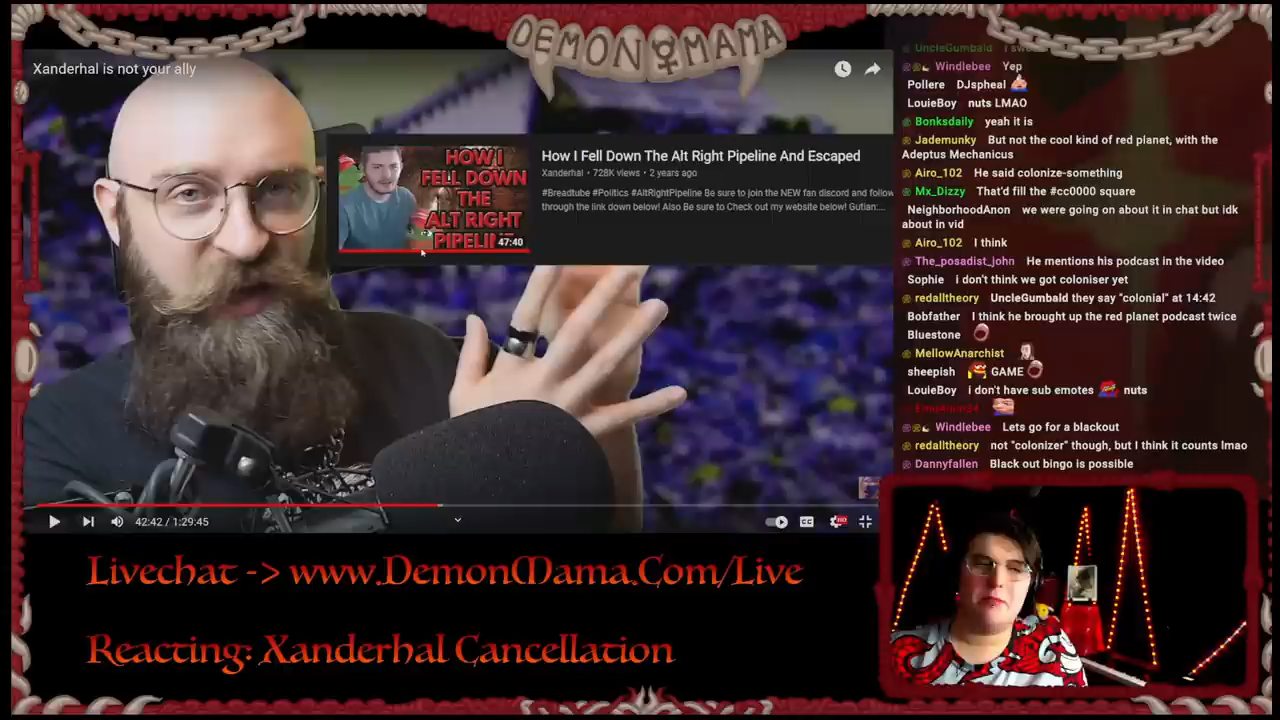 DEMON MAMA
Xanderhal is not your ally
HOW I
FELL DOWN
THE
ALT RIGHT
47:40
How I Fell Down The Alt Right Pipeline And Escaped
Xanderhal • 728K views • 2 years ago
#Breadtube #Politics #AltRightPipeline Be sure to join the NEW fan discord and follow
through the link down below! Also Be sure to Check out my website below! Gutian:...
42:42 / 1:29:45
CC
Livechat -> www.DemonMama.Com/Live
Reacting: Xanderhal Cancellation
UncleGumbald
Windlebee Yep
Pollere DJspheal
LouieBoy nuts LMAO
Bonksdaily yeah it is
Jademunky But not the cool kind of red planet, with the
Adeptus Mechanicus
Airo_102 He said colonize-something
Mx_Dizzy That'd fill the #cc0000 square
NeighborhoodAnon we were going on about it in chat but idk
about in vid
Airo_102 I think
The_posadist_john He mentions his podcast in the video
Sophie i don't think we got coloniser yet
redalltheory UncleGumbald they say "colonial" at 14:42
Bobfather I think he brought up the red planet podcast twice
Bluestone
MellowAnarchist
sheepish GAME
LouieBoy i don't have sub emotes nuts
Windlebee Lets go for a blackout
redalltheory not "colonizer" though, but I think it counts lmao
Dannyfallen Black out bingo is possible